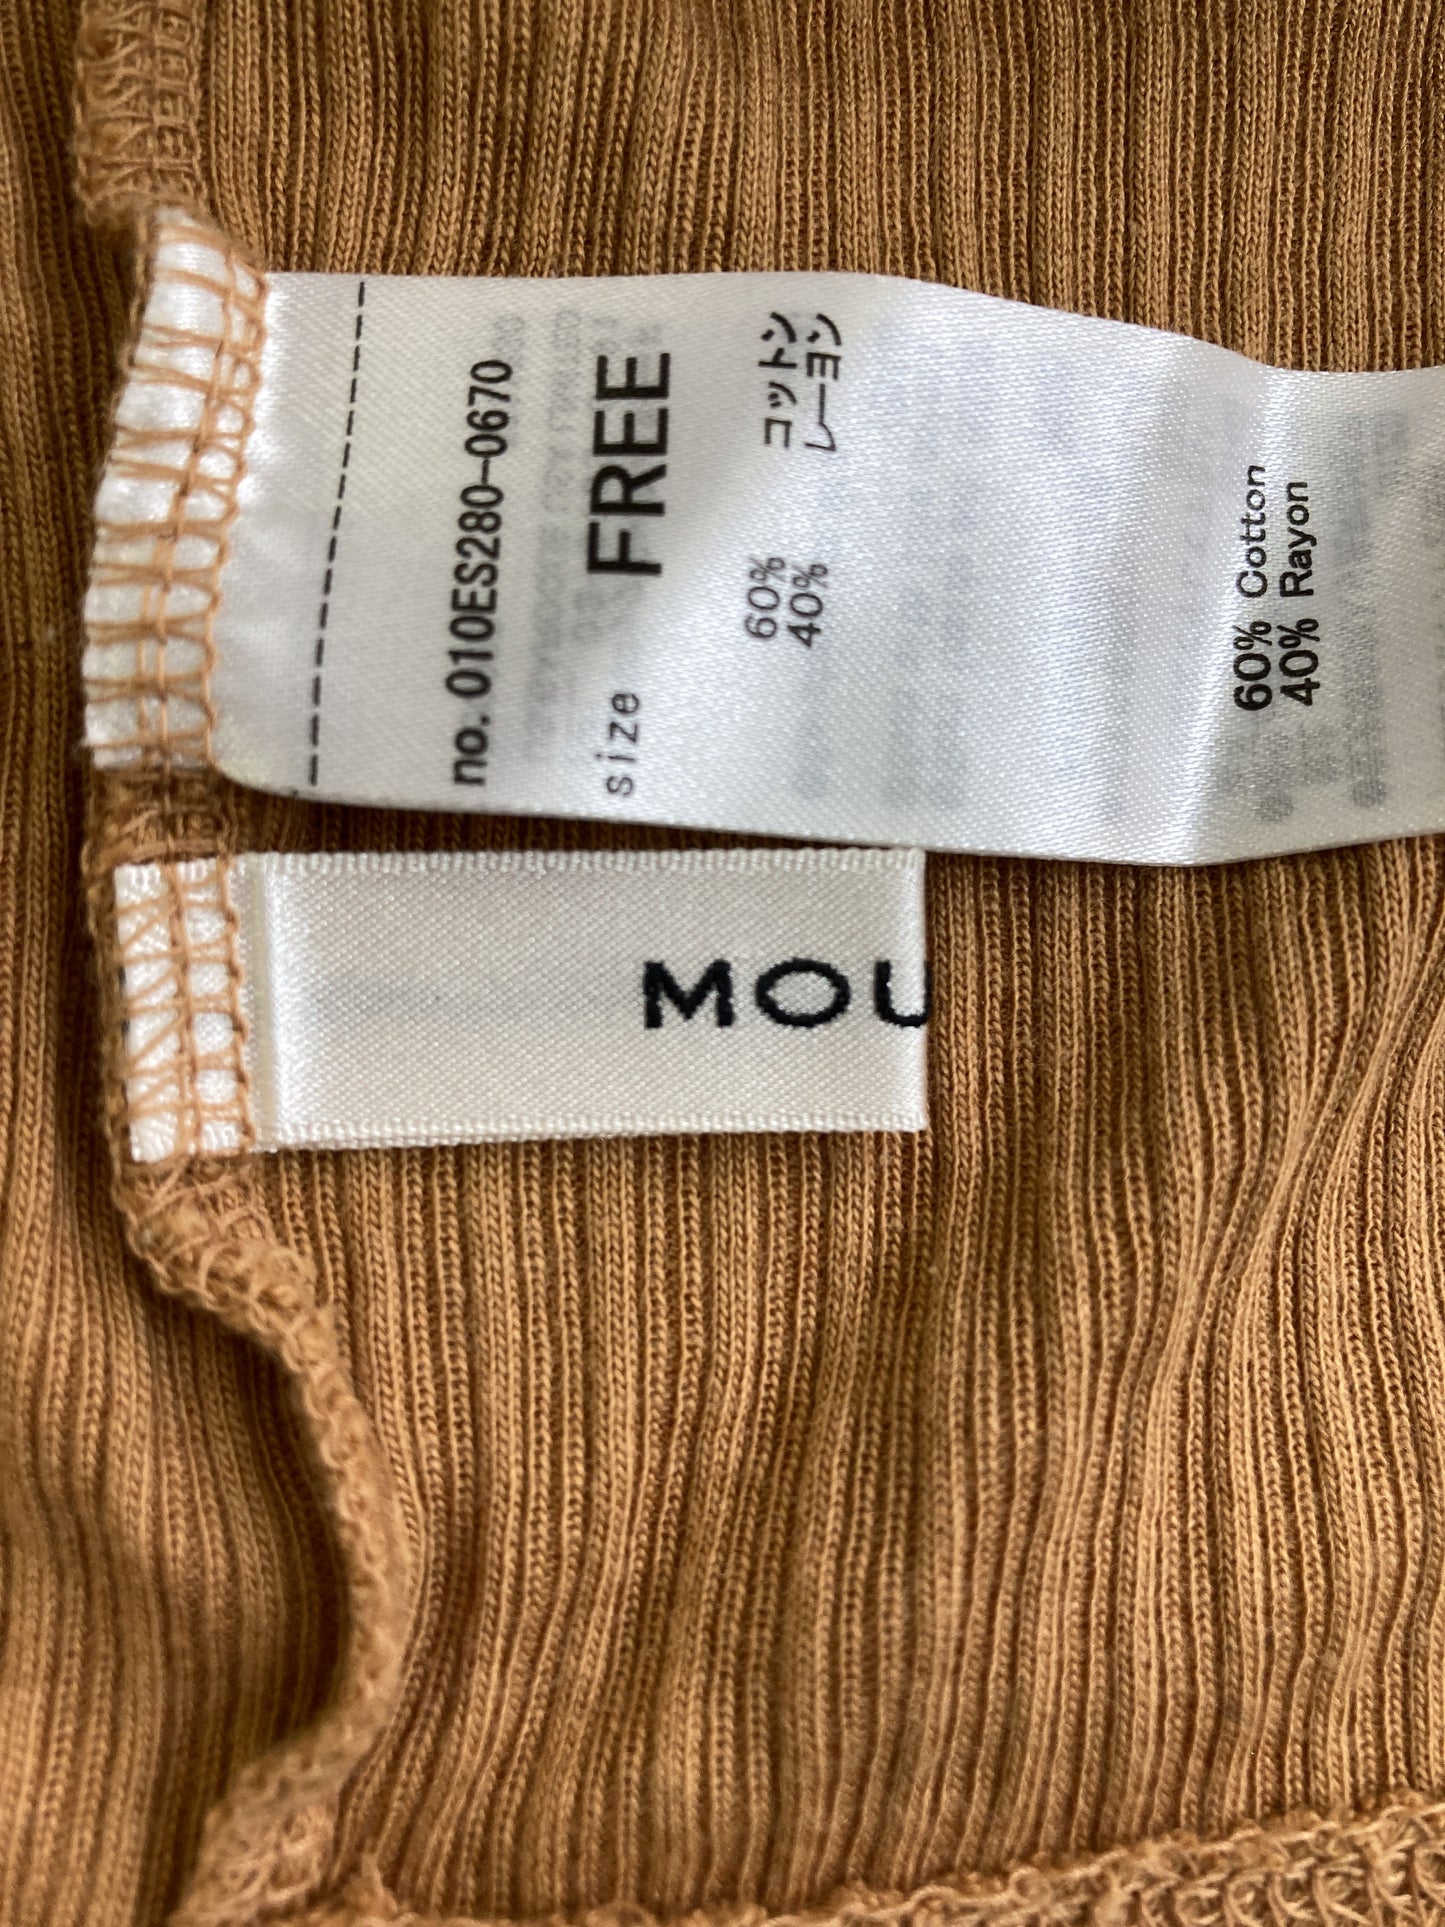 no. 010ES280-0670
size FREE
60% コットン
40% レーヨン
60% Cotton
40% Rayon
MOU